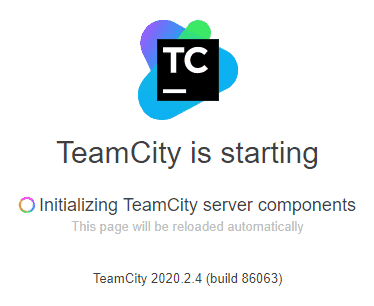 TC
TeamCity is starting
Initializing TeamCity server components
This page will be reloaded automatically
TeamCity 2020.2.4 (build 86063)